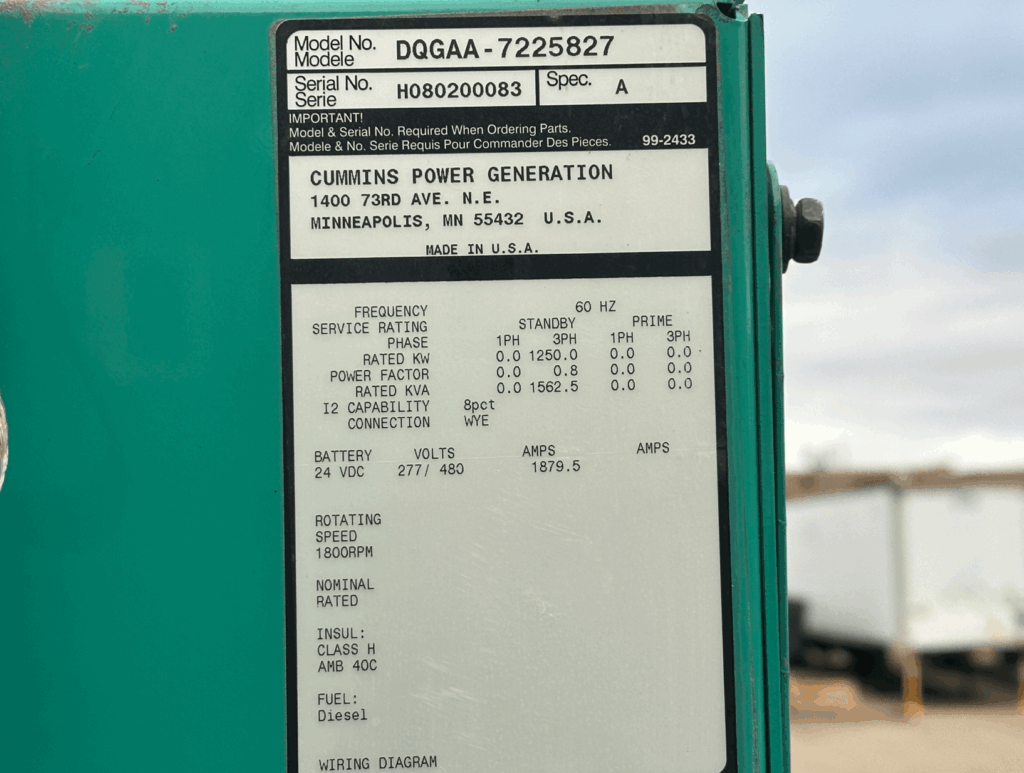 Model No. DQGAA-7225827
Modele
Serial No. H080200083 Spec. A
Serie
IMPORTANT!
Model & Serial No. Required When Ordering Parts.
Modele & No. Serie Requis Pour Commander Des Pieces. 99-2433
CUMMINS POWER GENERATION
1400 73RD AVE. N.E.
MINNEAPOLIS, MN 55432 U.S.A.
MADE IN U.S.A.
FREQUENCY 60 HZ
SERVICE RATING STANDBY PRIME
PHASE 1PH 3PH 1PH 3PH
RATED KW 0.0 1250.0 0.0 0.0
POWER FACTOR 0.0 0.8 0.0 0.0
RATED KVA 0.0 1562.5 0.0 0.0
I2 CAPABILITY 8pct
CONNECTION WYE
BATTERY VOLTS AMPS AMPS
24 VDC 277/ 480 1879.5
ROTATING
SPEED
1800RPM
NOMINAL
RATED
INSUL:
CLASS H
AMB 40C
FUEL:
Diesel
WIRING DIAGRAM